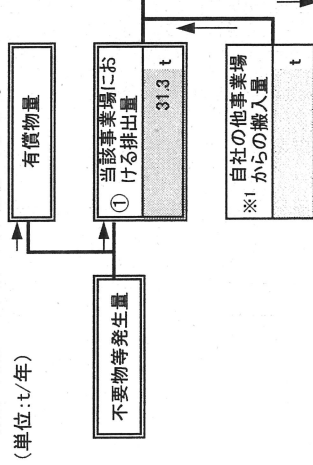 (単位:t/年)
不要物等発生量
有償物量
①
当該事業場にお
ける排出量
31.3 t
※1
自社の他事業場
からの搬入量
t